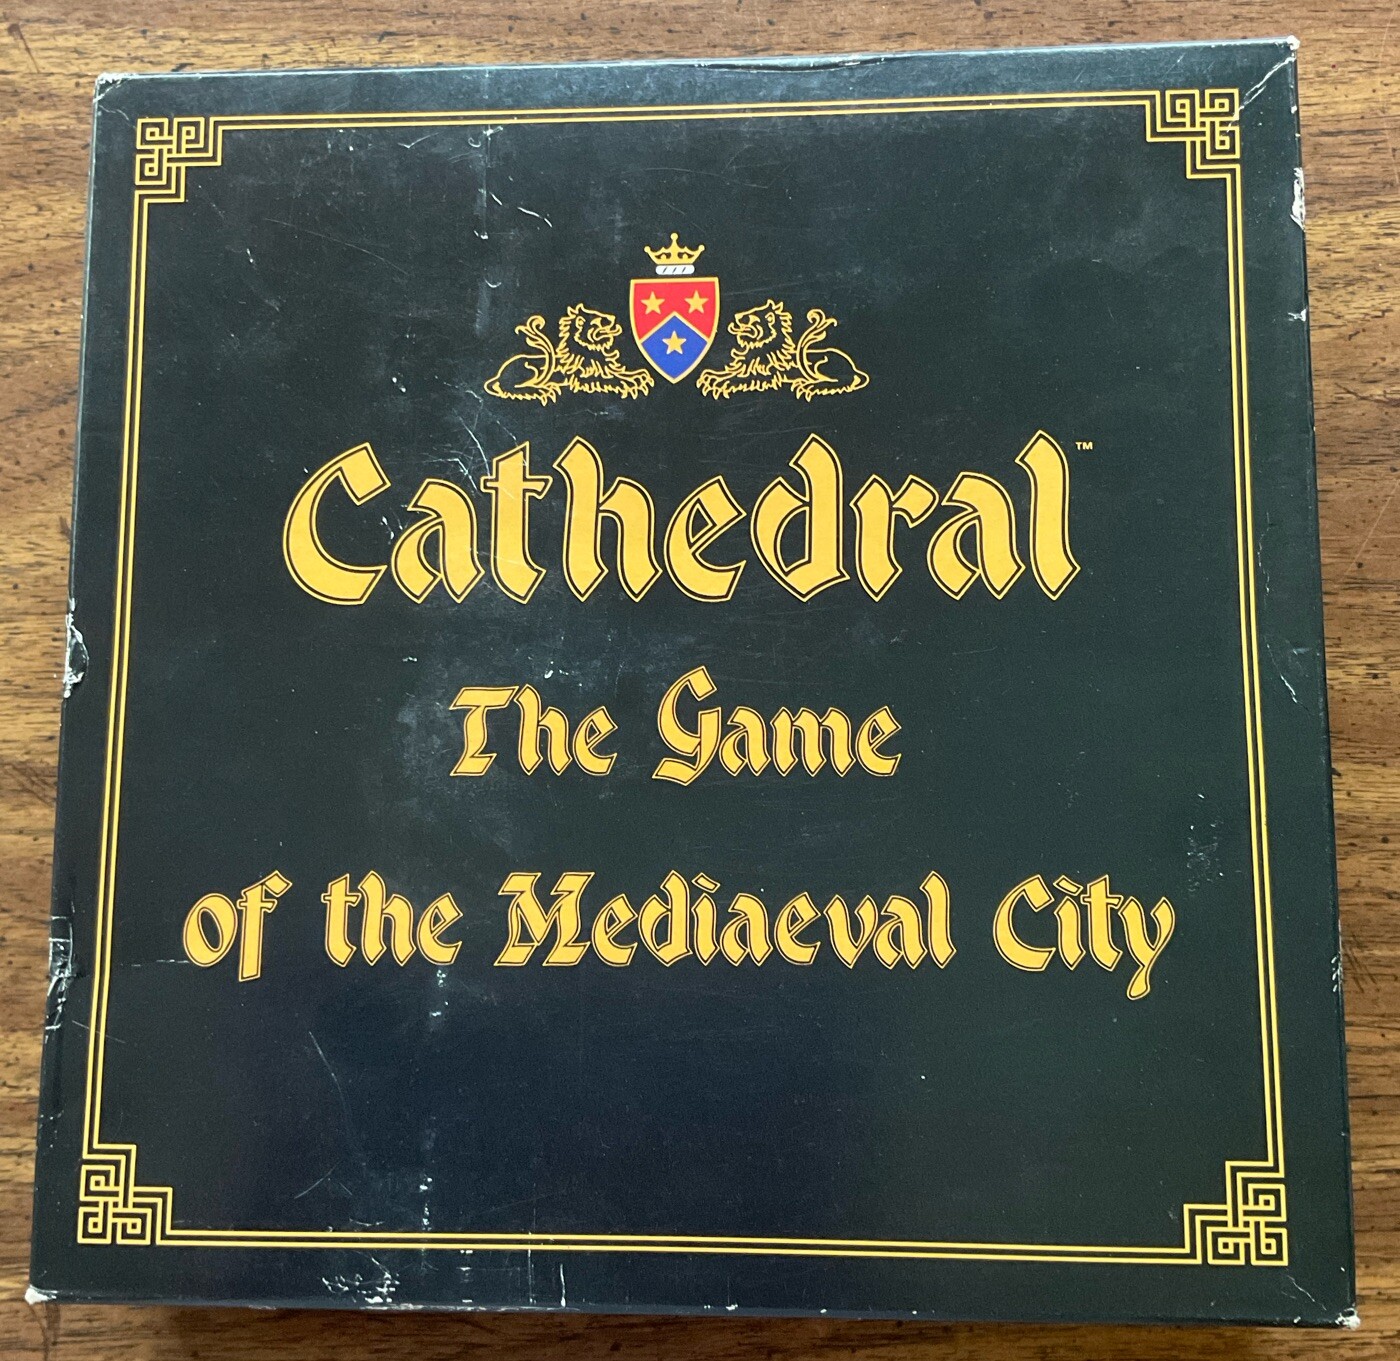 Cathedral™
The Game
of the Mediaeval City